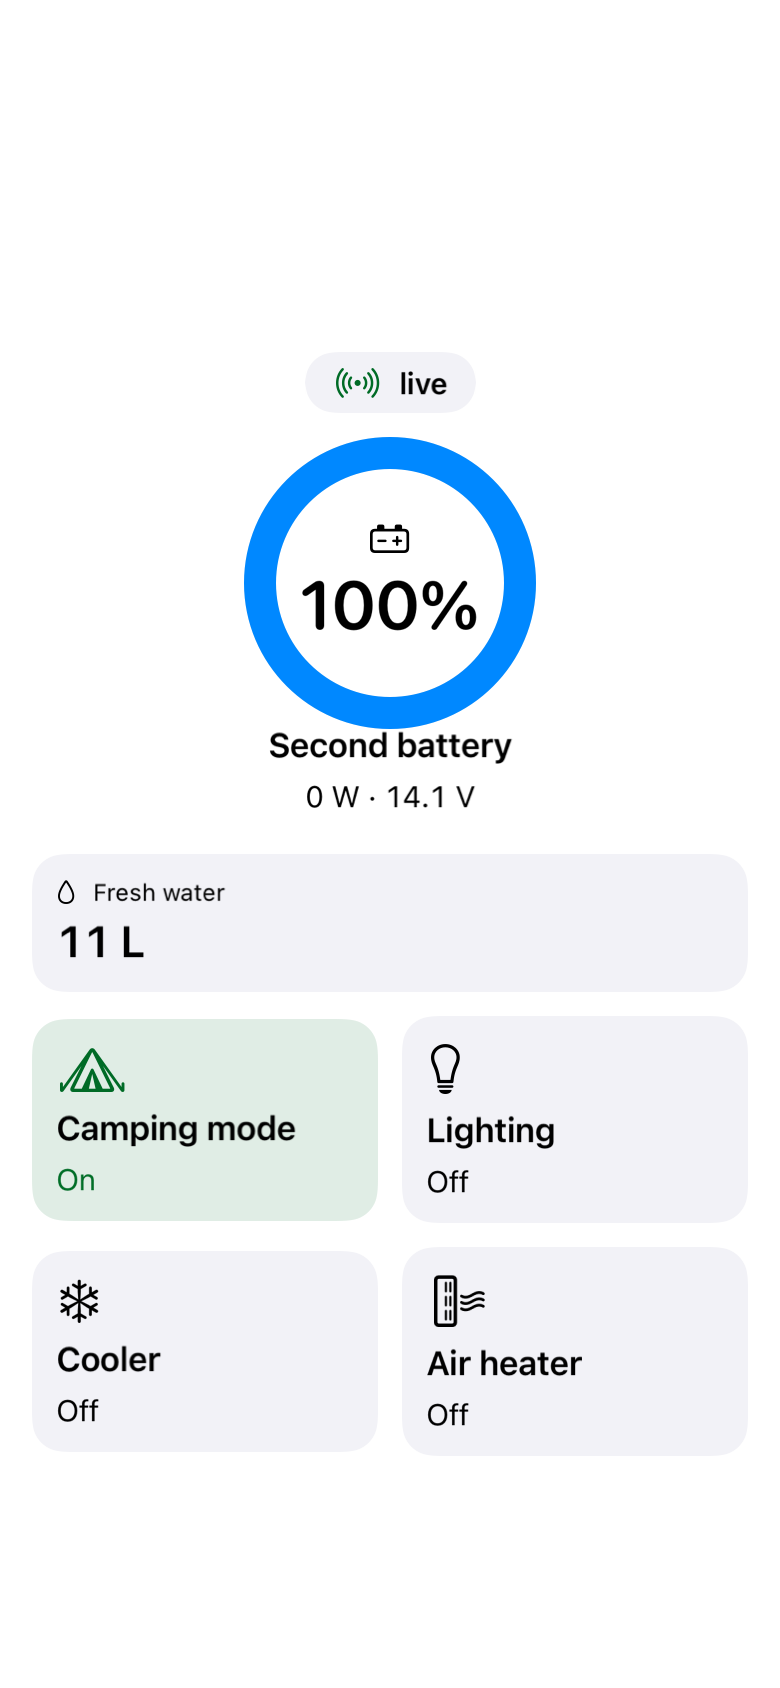 live
100%
Second battery
0 W · 14.1 V
Fresh water
11 L
Camping mode
On
Lighting
Off
Cooler
Off
Air heater
Off